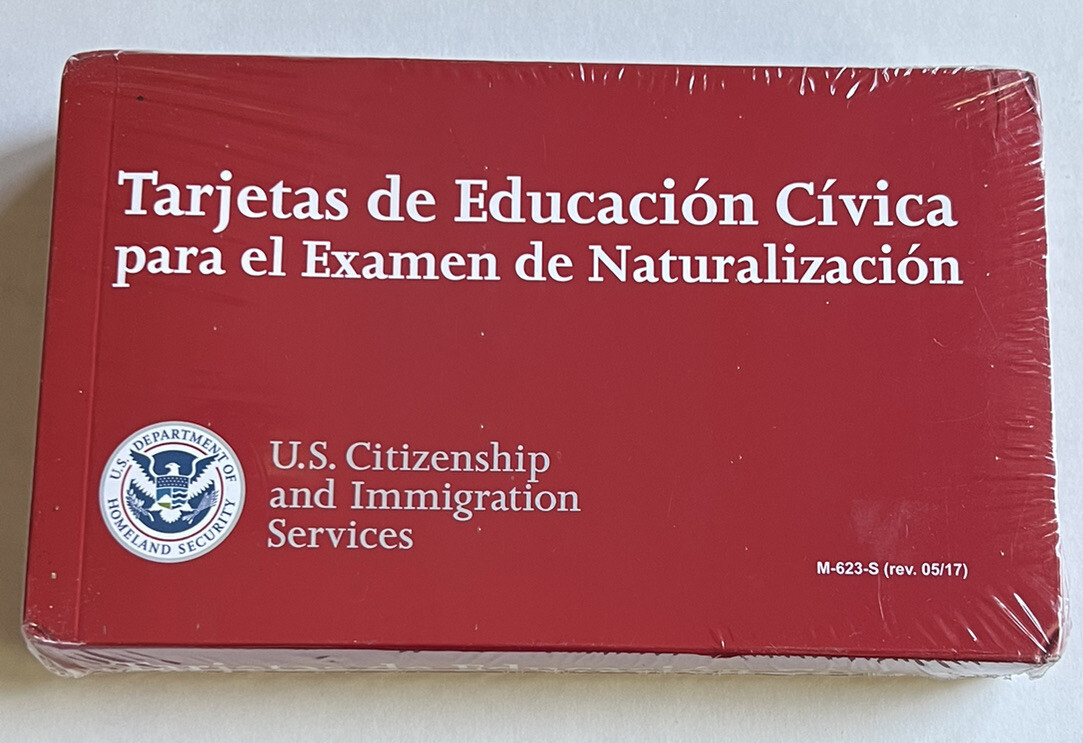 Tarjetas de Educación Cívica
para el Examen de Naturalización
U.S. DEPARTMENT OF
HOMELAND SECURITY
U.S. Citizenship
and Immigration
Services
M-623-S (rev. 05/17)